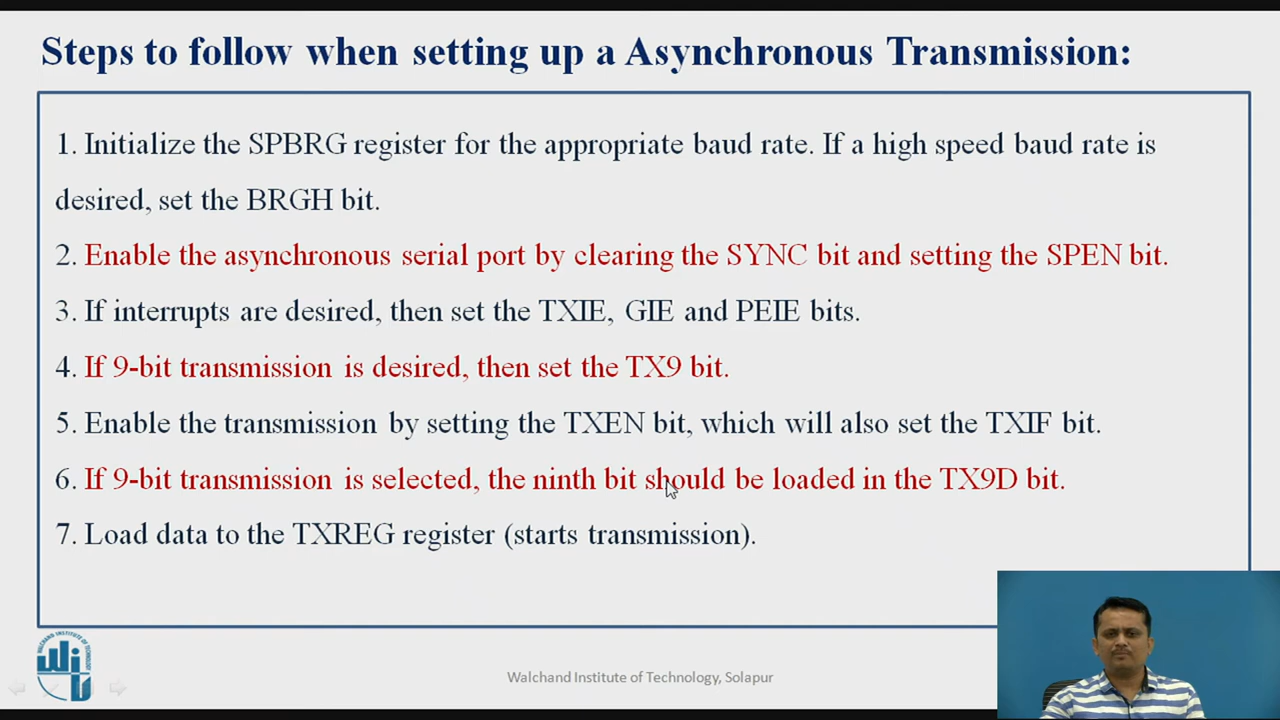 Steps to follow when setting up a Asynchronous Transmission:
1. Initialize the SPBRG register for the appropriate baud rate. If a high speed baud rate is
desired, set the BRGH bit.
2. Enable the asynchronous serial port by clearing the SYNC bit and setting the SPEN bit.
3. If interrupts are desired, then set the TXIE, GIE and PEIE bits.
4. If 9-bit transmission is desired, then set the TX9 bit.
5. Enable the transmission by setting the TXEN bit, which will also set the TXIF bit.
6. If 9-bit transmission is selected, the ninth bit should be loaded in the TX9D bit.
7. Load data to the TXREG register (starts transmission).
WALCHAND INSTITUTE OF TECHNOLOGY
Walchand Institute of Technology, Solapur